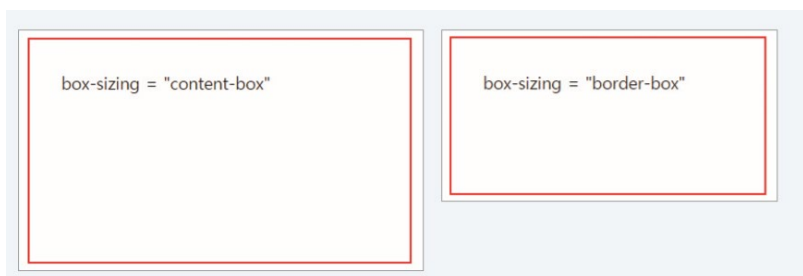 box-sizing = "content-box"
box-sizing = "border-box"